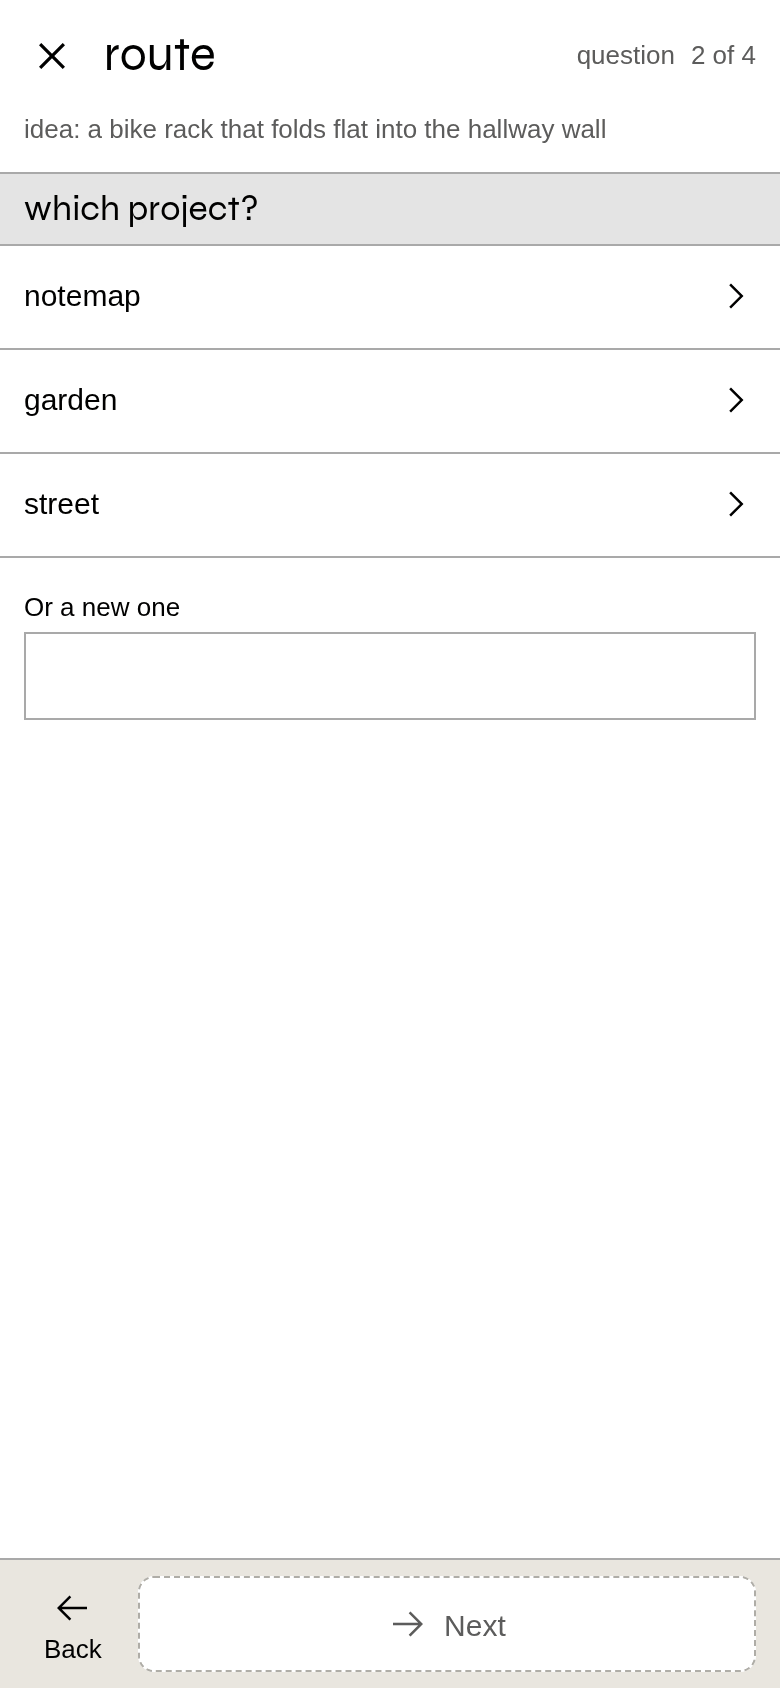 route
question 2 of 4
idea: a bike rack that folds flat into the hallway wall
which project?
notemap
garden
street
Or a new one
Back
Next